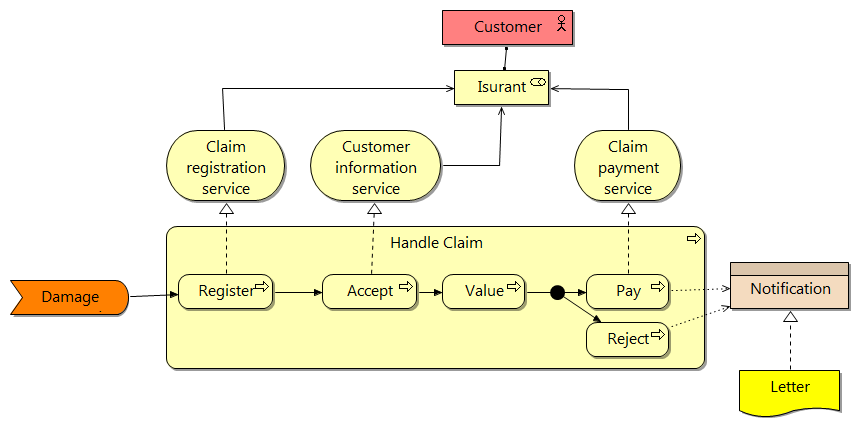 Customer
Isurant
Claim
registration
service
Customer
information
service
Claim
payment
service
Handle Claim
Damage
Register
Accept
Value
Pay
Notification
Reject
Letter